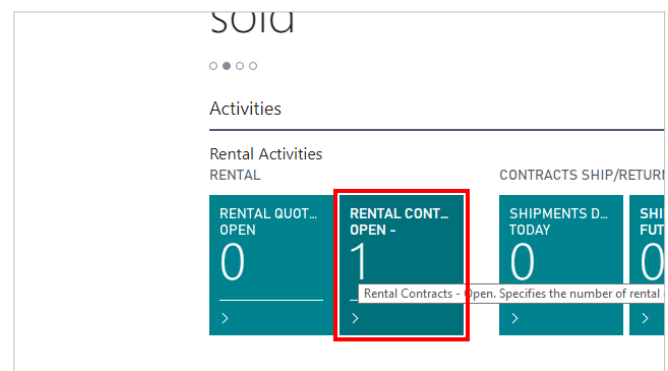 sold
Activities
Rental Activities
RENTAL
CONTRACTS SHIP/RETURN
RENTAL QUOT...
OPEN
0
RENTAL CONT...
OPEN -
1
SHIPMENTS D...
TODAY
0
SHI
FUT
0
Rental Contracts - Open. Specifies the number of rental